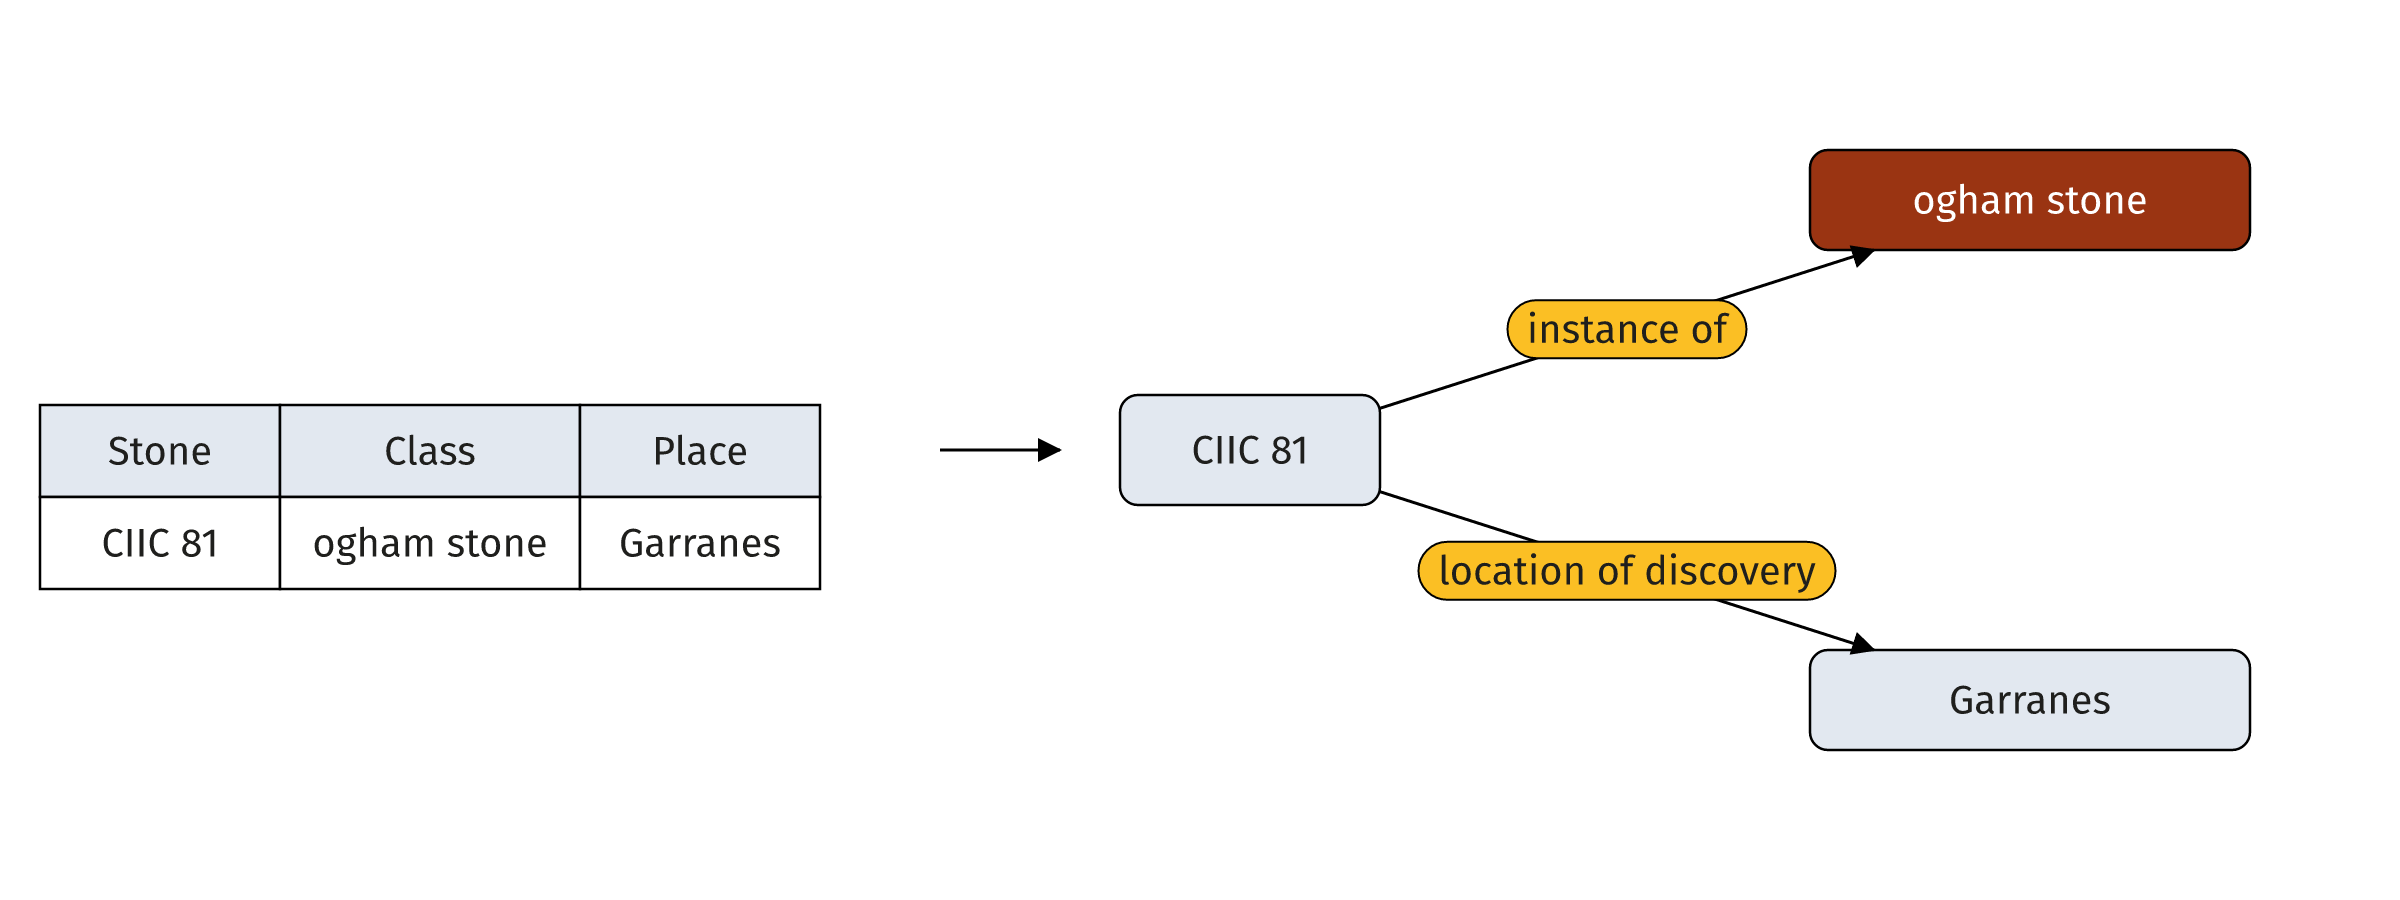 Stone Class Place
CIIC 81 ogham stone Garranes
CIIC 81
instance of
ogham stone
location of discovery
Garranes